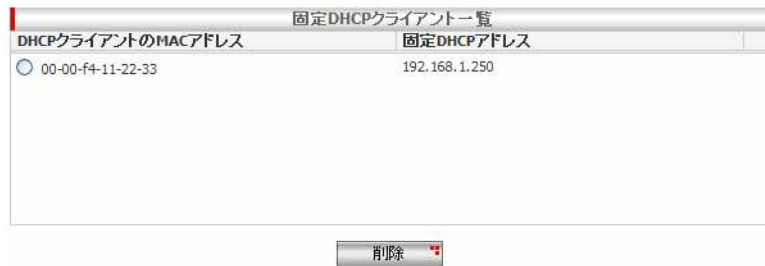 固定DHCPクライアント一覧
DHCPクライアントのMACアドレス 固定DHCPアドレス
00-00-f4-11-22-33 192.168.1.250
削除